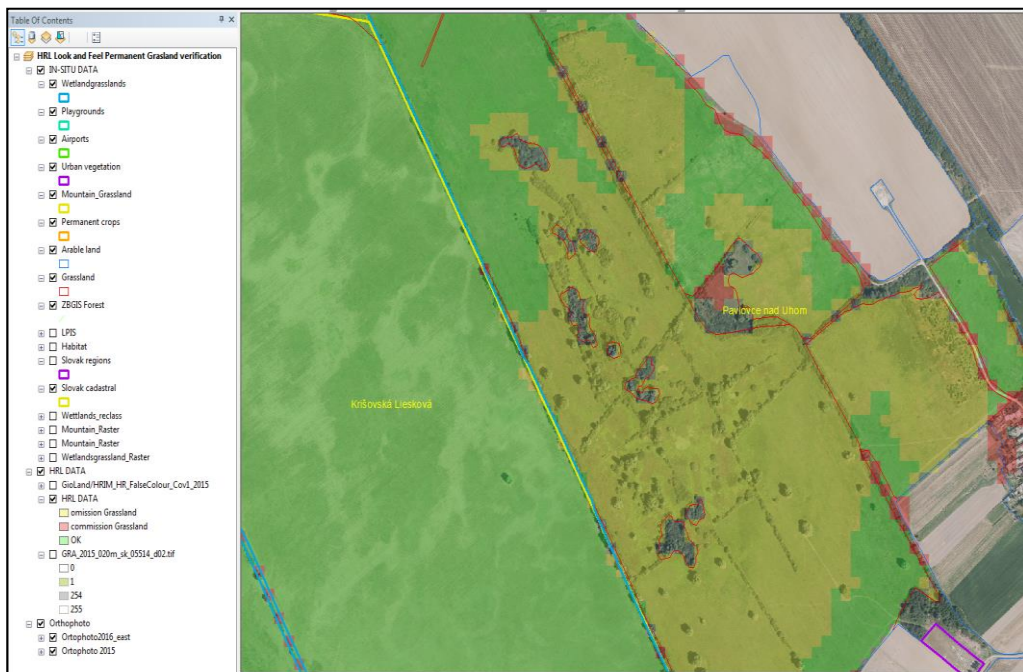 Table Of Contents
HRL Look and Feel Permanent Grasland verification
IN-SITU DATA
Wetlandgrasslands
Playgrounds
Airports
Urban vegetation
Mountain_Grassland
Permanent crops
Arable land
Grassland
ZBGIS Forest
LPIS
Habitat
Slovak regions
Slovak cadastral
Wettlands_reclass
Mountain_Raster
Mountain_Raster
Wetlandsgrassland_Raster
HRL DATA
GioLand/HRIM_HR_FalseColour_Cov1_2015
HRL DATA
omission Grassland
commission Grassland
OK
GRA_2015_020m_sk_05514_d02.tif
0
1
254
255
Orthophoto
Ortophoto2016_east
Ortophoto 2015
Pavlovce nad Uhom
Krišovská Liesková